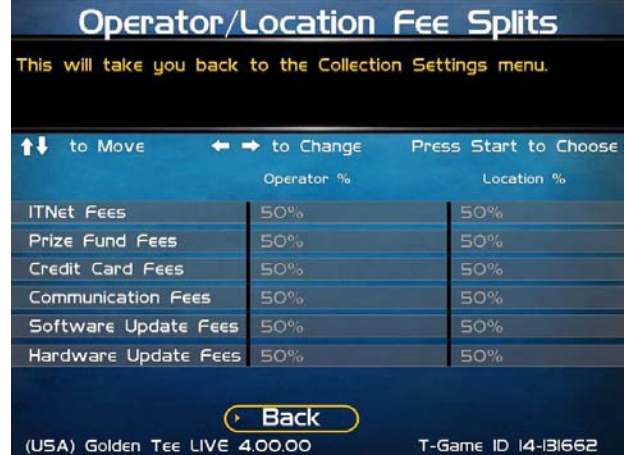 Operator/Location Fee Splits
This will take you back to the Collection Settings menu.
to Move to Change Press Start to Choose
Operator % Location %
ITNet Fees 50% 50%
Prize Fund Fees 50% 50%
Credit Card Fees 50% 50%
Communication Fees 50% 50%
Software Update Fees 50% 50%
Hardware Update Fees 50% 50%
Back
(USA) Golden Tee LIVE 4.00.00 T-Game ID 14-131662